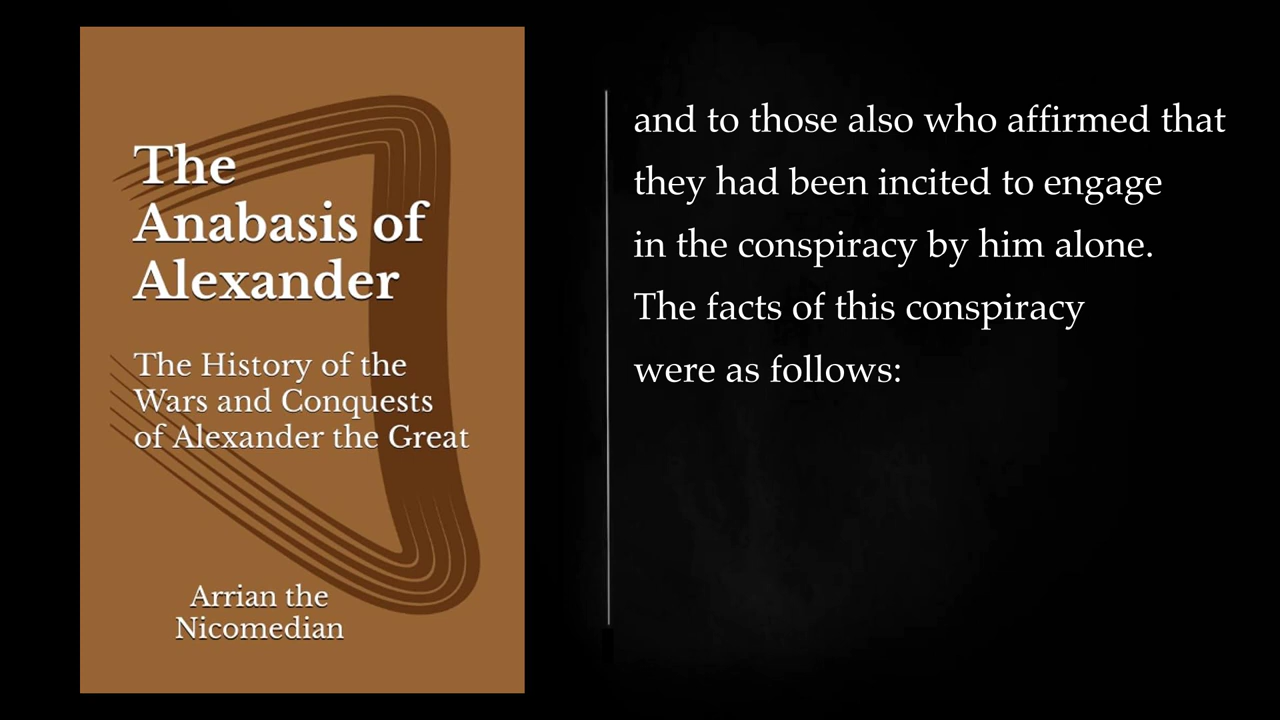 The
Anabasis of
Alexander
The History of the
Wars and Conquests
of Alexander the Great
Arrian the
Nicomedian
and to those also who affirmed that
they had been incited to engage
in the conspiracy by him alone.
The facts of this conspiracy
were as follows: